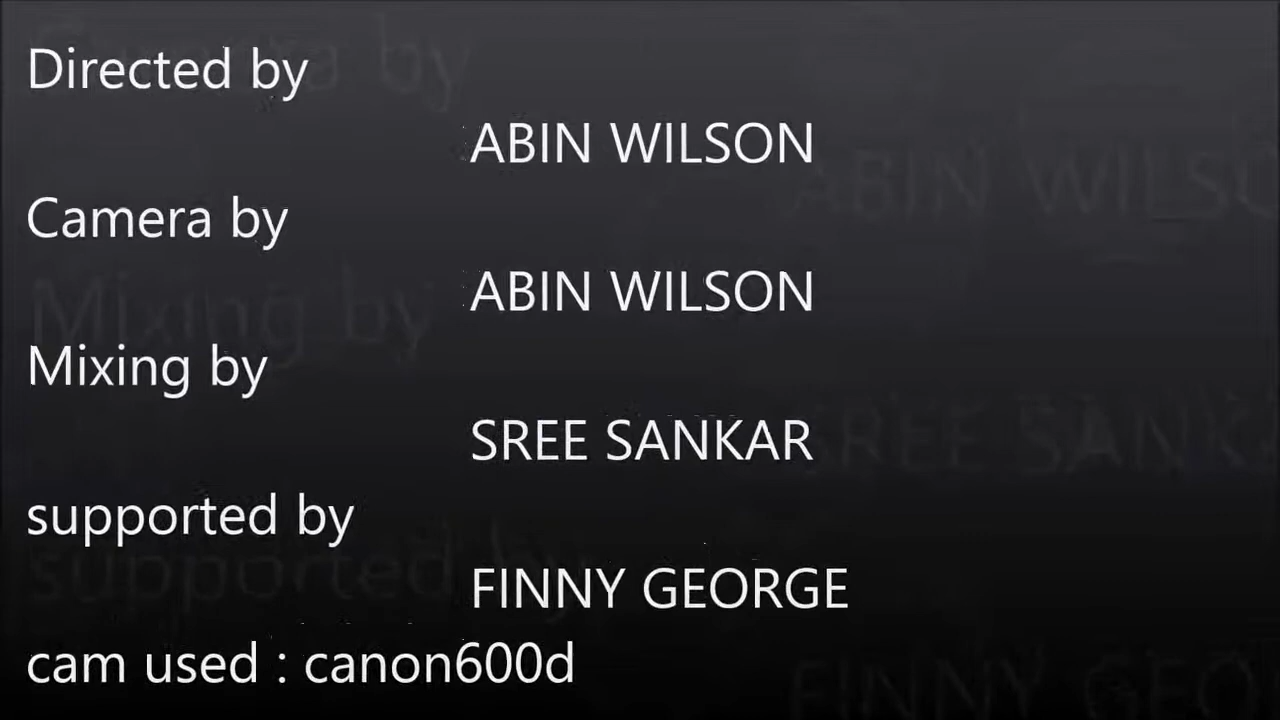 Directed by
ABIN WILSON
Camera by
ABIN WILSON
Mixing by
SREE SANKAR
supported by
FINNY GEORGE
cam used : canon600d